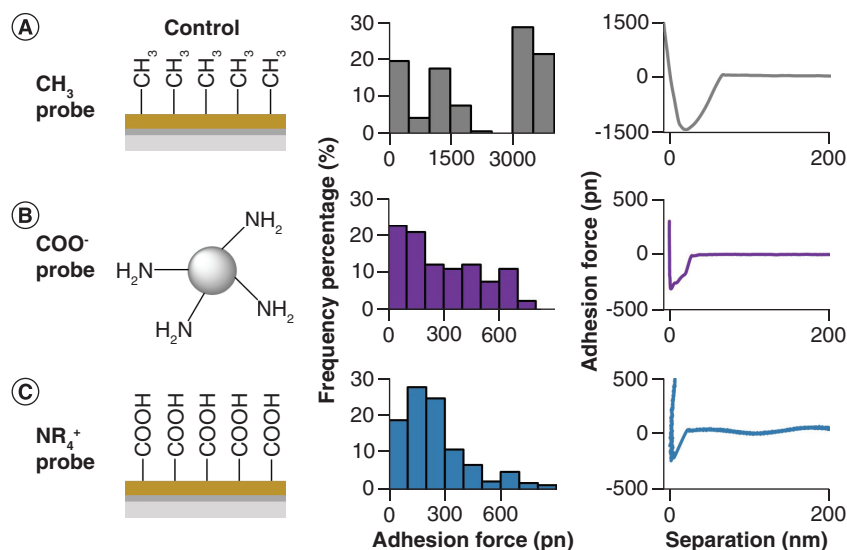 A
Control
CH3
probe
CH3 CH3 CH3 CH3 CH3
30
20
10
0
0 1500 3000
1500
0
-1500
0 200
B
COO-
probe
NH2
H2N
NH2
H2N
30
20
10
0
0 300 600
500
0
-500
0 200
C
NR4+
probe
COOH COOH COOH COOH COOH
30
20
10
0
0 300 600
500
0
-500
0 200
Frequency percentage (%)
Adhesion force (pn)
Adhesion force (pn)
Separation (nm)